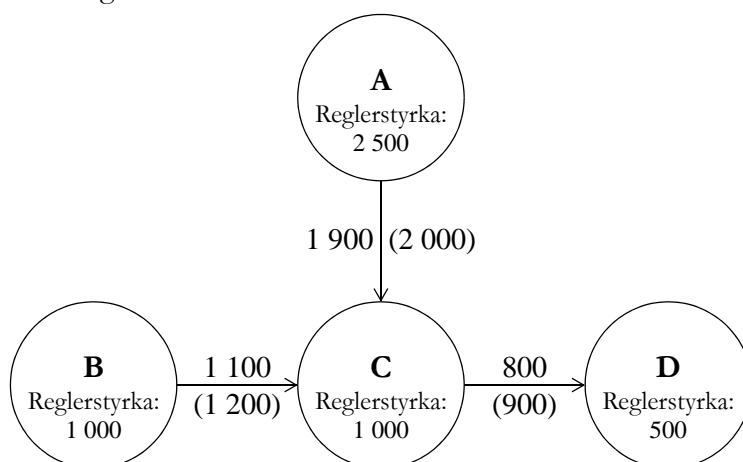 A
Reglerstyrka:
2 500
1 900 (2 000)
B
Reglerstyrka:
1 000
1 100
(1 200)
C
Reglerstyrka:
1 000
800
(900)
D
Reglerstyrka:
500